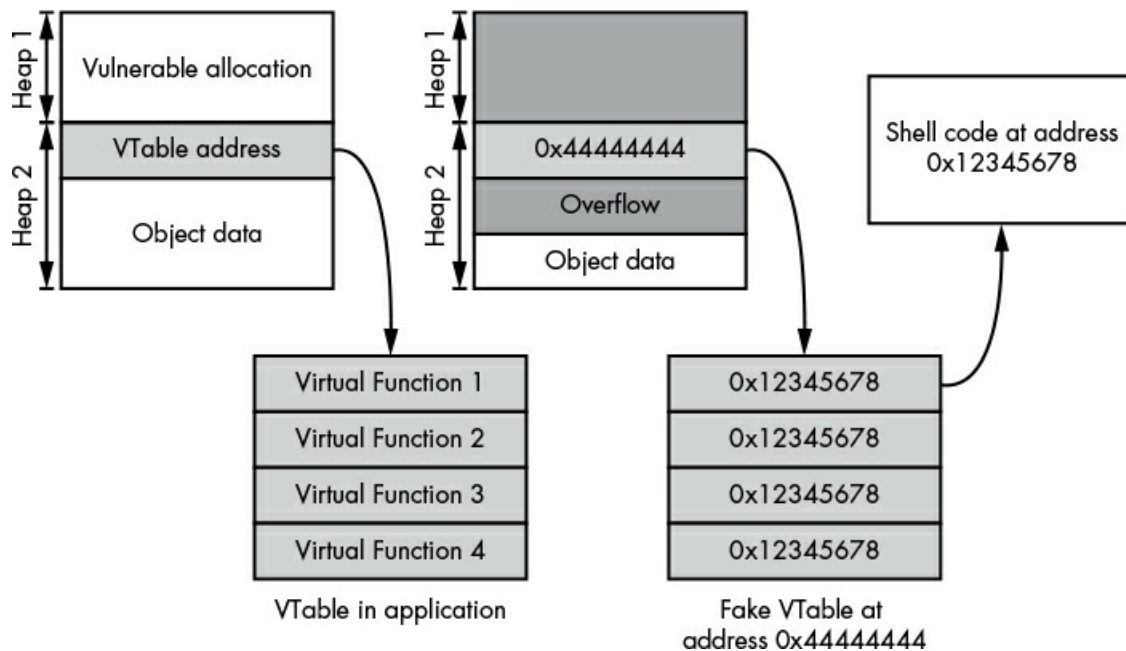 Heap 1
Vulnerable allocation
Heap 2
VTable address
Object data
Heap 1
Heap 2
0x44444444
Overflow
Object data
Shell code at address
0x12345678
Virtual Function 1
Virtual Function 2
Virtual Function 3
Virtual Function 4
VTable in application
0x12345678
0x12345678
0x12345678
0x12345678
Fake VTable at
address 0x44444444